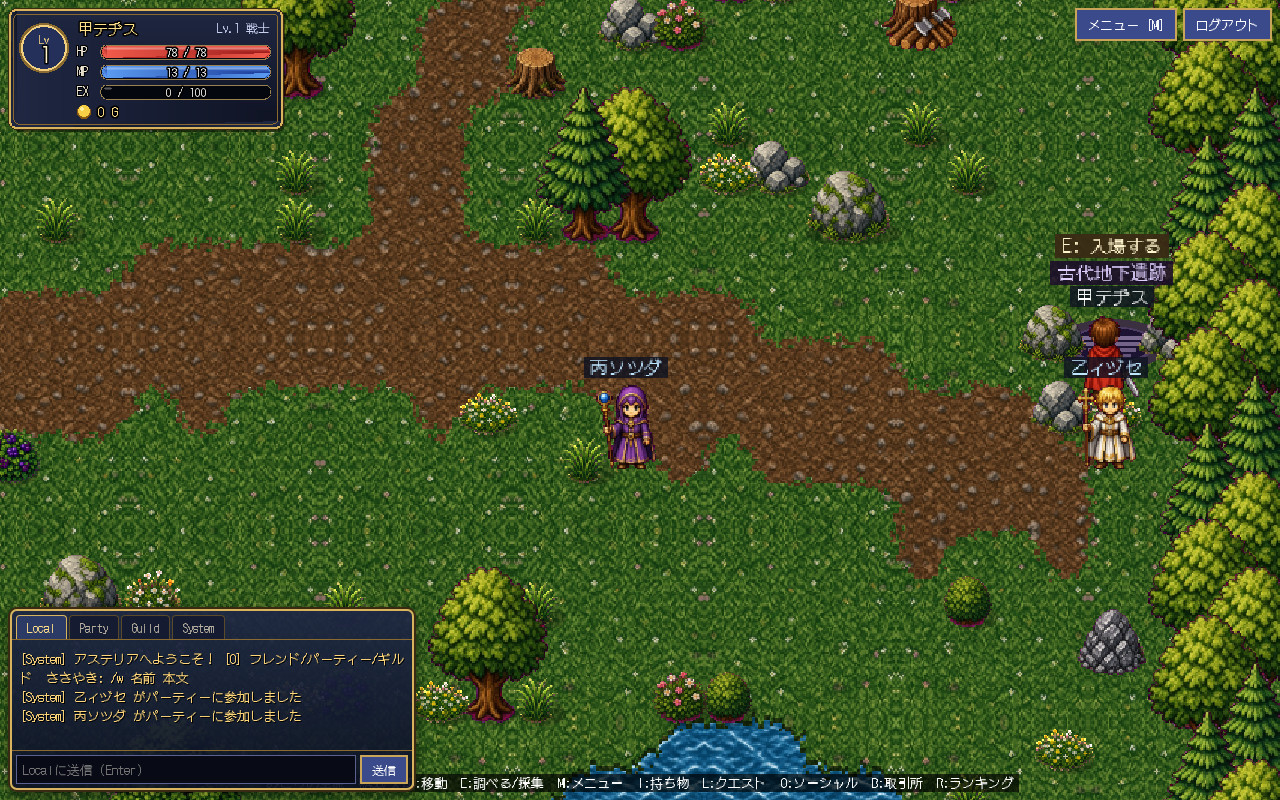 Lv
1
甲テヂス
Lv.1 戦士
HP 78 / 78
MP 13 / 13
EX 0 / 100
0 G
メニュー [M]
ログアウト
E: 入場する
古代地下遺跡
甲テヂス
乙ィヅセ
丙ソツダ
Local
Party
Guild
System
[System] アステリアへようこそ！ [O] フレンド/パーティー/ギル
ド ささやき: /w 名前 本文
[System] 乙ィヅセ がパーティーに参加しました
[System] 丙ソツダ がパーティーに参加しました
Localに送信 (Enter)
送信
:移動 E:調べる/採集 M:メニュー I:持ち物 L:クエスト O:ソーシャル B:取引所 R:ランキング